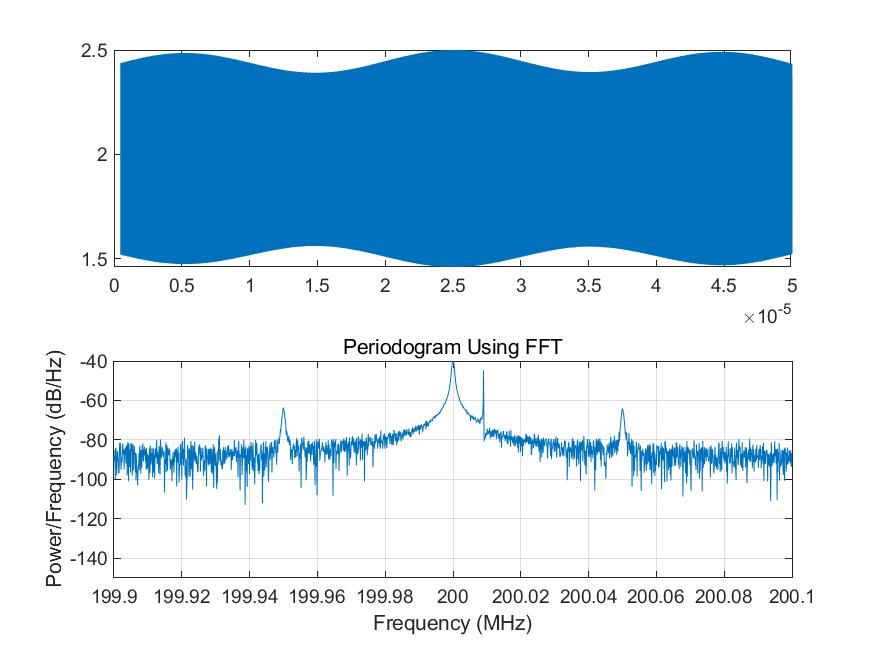 2.5
2
1.5
0 0.5 1 1.5 2 2.5 3 3.5 4 4.5 5
×10-5
Periodogram Using FFT
-40
-60
-80
-100
-120
-140
Power/Frequency (dB/Hz)
199.9 199.92 199.94 199.96 199.98 200 200.02 200.04 200.06 200.08 200.1
Frequency (MHz)